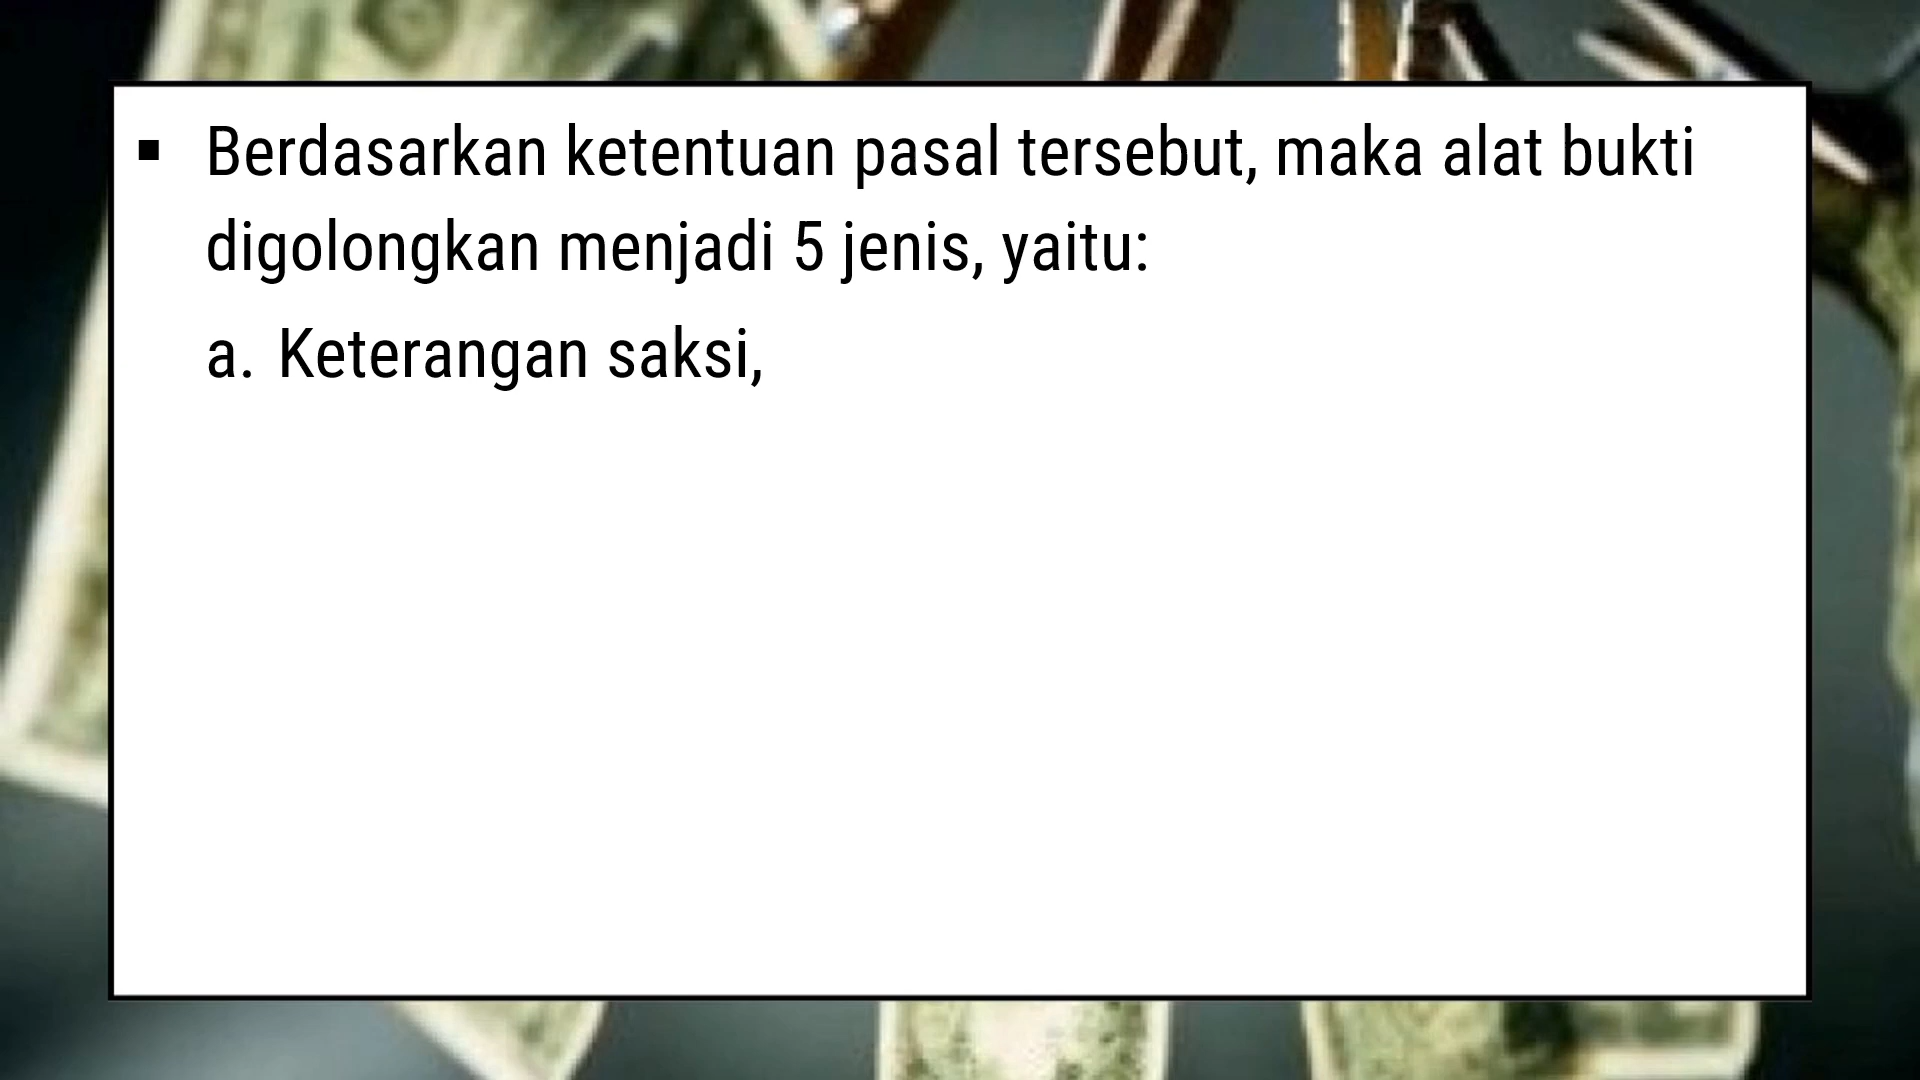 ▪ Berdasarkan ketentuan pasal tersebut, maka alat bukti
digolongkan menjadi 5 jenis, yaitu:
a. Keterangan saksi,